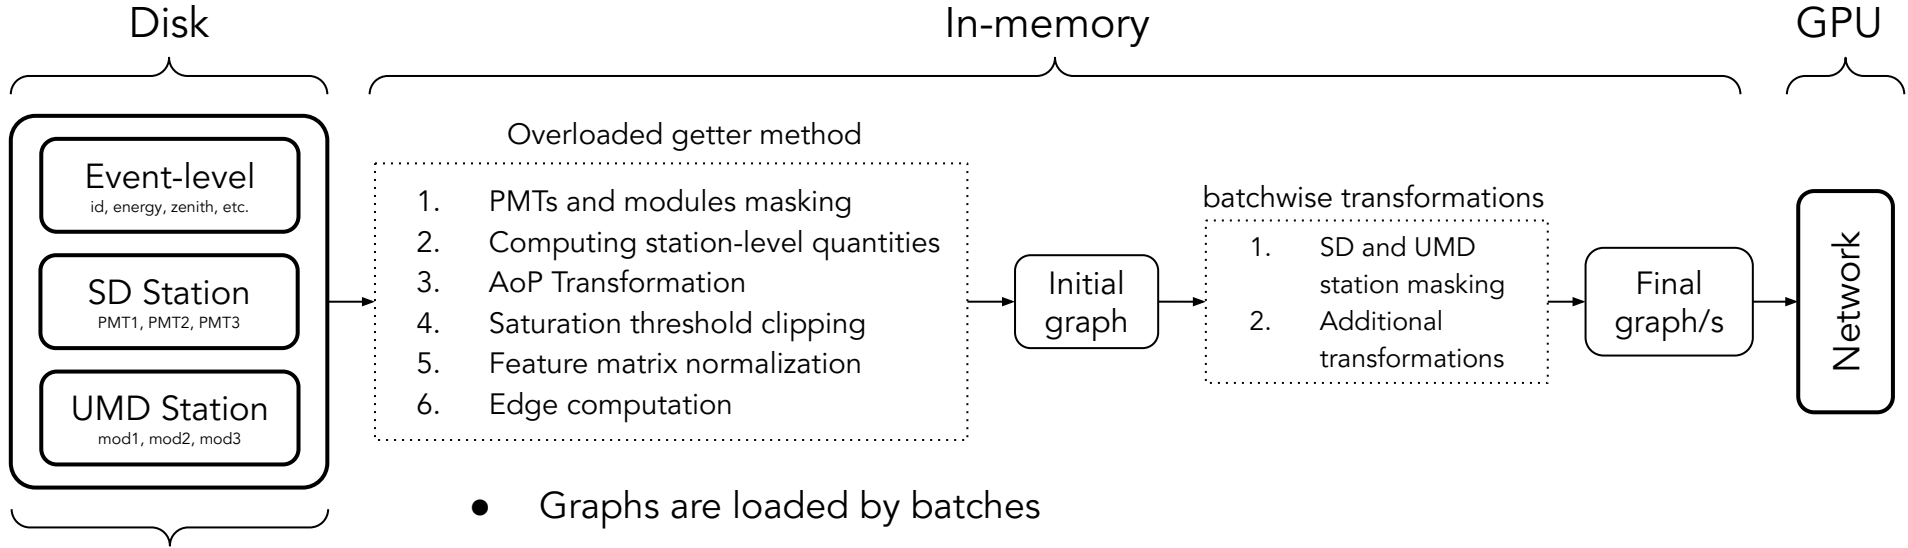 Disk
In-memory
GPU
Event-level
id, energy, zenith, etc.
SD Station
PMT1, PMT2, PMT3
UMD Station
mod1, mod2, mod3
Overloaded getter method
1. PMTs and modules masking
2. Computing station-level quantities
3. AoP Transformation
4. Saturation threshold clipping
5. Feature matrix normalization
6. Edge computation
Initial
graph
batchwise transformations
1. SD and UMD
station masking
2. Additional
transformations
Final
graph/s
Network
● Graphs are loaded by batches